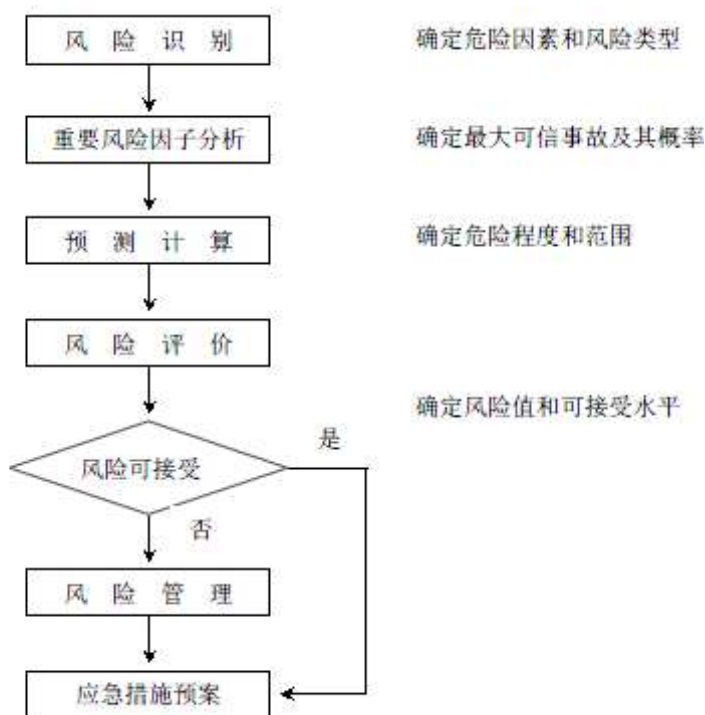 风险识别 确定危险因素和风险类型
重要风险因子分析 确定最大可信事故及其概率
预测计算 确定危险程度和范围
风险评价
确定风险值和可接受水平
是
风险可接受
否
风险管理
应急措施预案